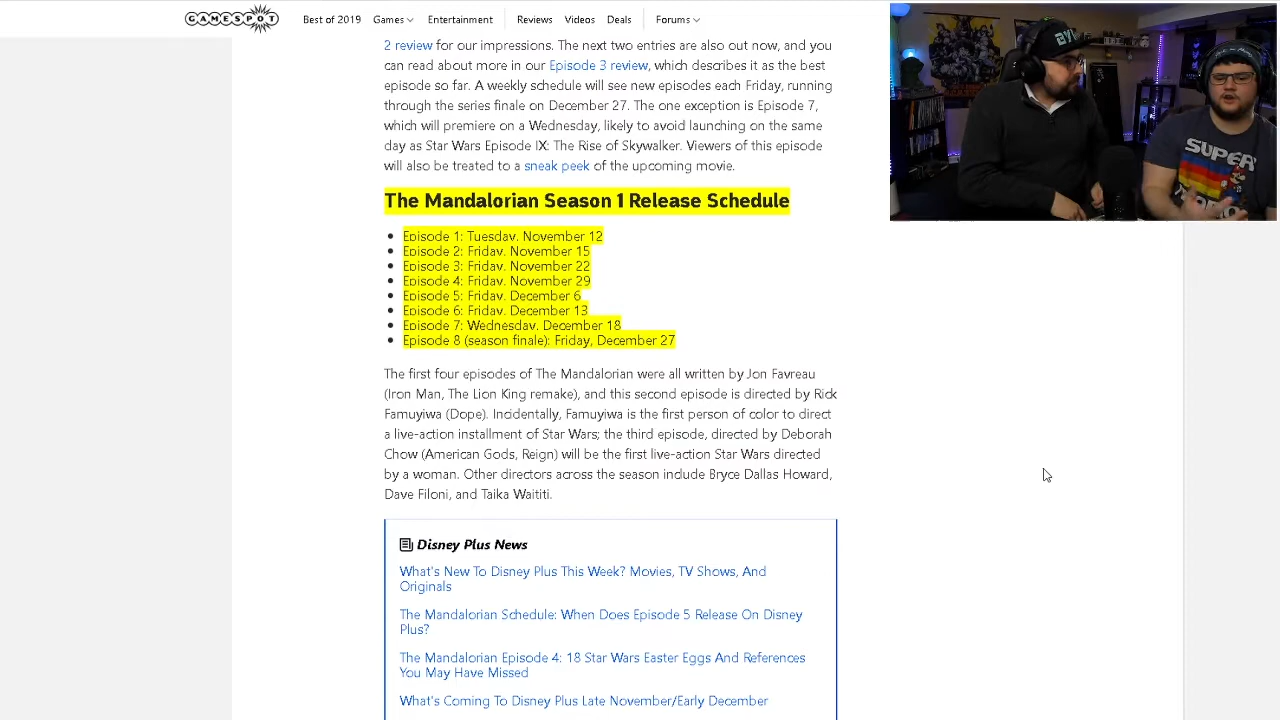 GAMESPOT Best of 2019 Games Entertainment Reviews Videos Deals Forums
2 review for our impressions. The next two entries are also out now, and you
can read about more in our Episode 3 review, which describes it as the best
episode so far. A weekly schedule will see new episodes each Friday, running
through the series finale on December 27. The one exception is Episode 7,
which will premiere on a Wednesday, likely to avoid launching on the same
day as Star Wars Episode IX: The Rise of Skywalker. Viewers of this episode
will also be treated to a sneak peek of the upcoming movie.
SUPER
The Mandalorian Season 1 Release Schedule
Episode 1: Tuesday, November 12
Episode 2: Friday, November 15
Episode 3: Friday, November 22
Episode 4: Friday, November 29
Episode 5: Friday, December 6
Episode 6: Friday, December 13
Episode 7: Wednesday, December 18
Episode 8 (season finale): Friday, December 27
The first four episodes of The Mandalorian were all written by Jon Favreau
(Iron Man, The Lion King remake), and this second episode is directed by Rick
Famuyiwa (Dope). Incidentally, Famuyiwa is the first person of color to direct
a live-action installment of Star Wars; the third episode, directed by Deborah
Chow (American Gods, Reign) will be the first live-action Star Wars directed
by a woman. Other directors across the season include Bryce Dallas Howard,
Dave Filoni, and Taika Waititi.
Disney Plus News
What's New To Disney Plus This Week? Movies, TV Shows, And
Originals
The Mandalorian Schedule: When Does Episode 5 Release On Disney
Plus?
The Mandalorian Episode 4: 18 Star Wars Easter Eggs And References
You May Have Missed
What's Coming To Disney Plus Late November/Early December